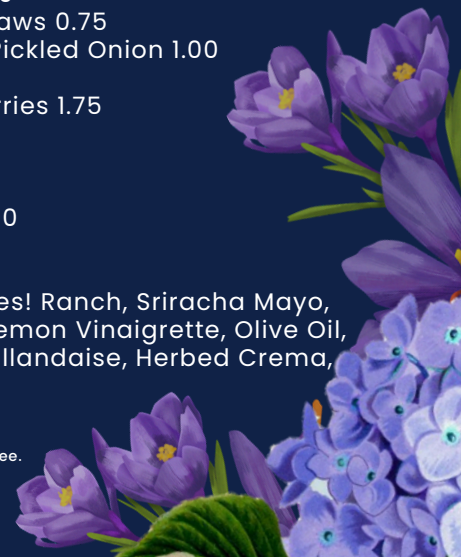 aws 0.75
Pickled Onion 1.00
rries 1.75
0
es! Ranch, Sriracha Mayo,
emon Vinaigrette, Olive Oil,
llandaise, Herbed Crema,
ee.